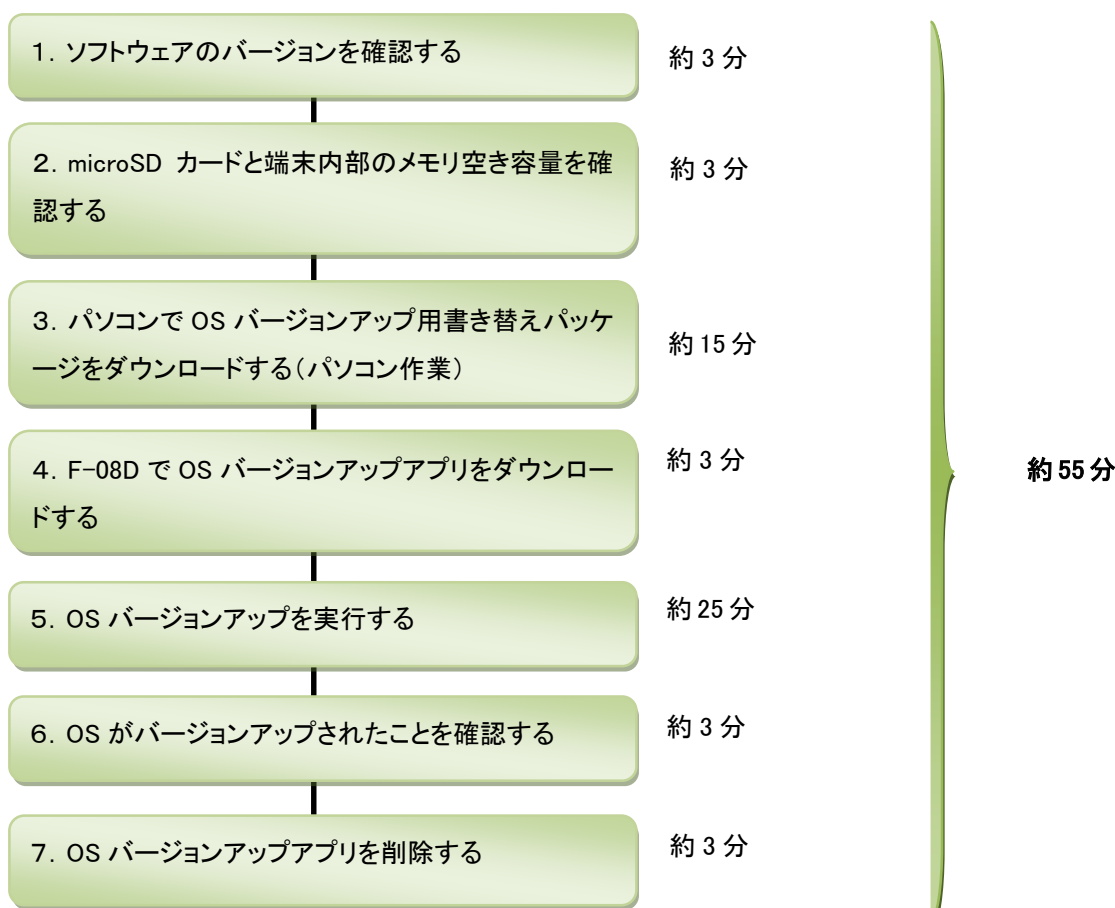 1．ソフトウェアのバージョンを確認する
約 3 分
2．microSD カードと端末内部のメモリ空き容量を確
認する
約 3 分
3．パソコンで OS バージョンアップ用書き替えパッケ
ージをダウンロードする（パソコン作業）
約 15 分
4．F-08D で OS バージョンアップアプリをダウンロー
ドする
約 3 分
5．OS バージョンアップを実行する
約 25 分
6．OS がバージョンアップされたことを確認する
約 3 分
7．OS バージョンアップアプリを削除する
約 3 分
約 55 分